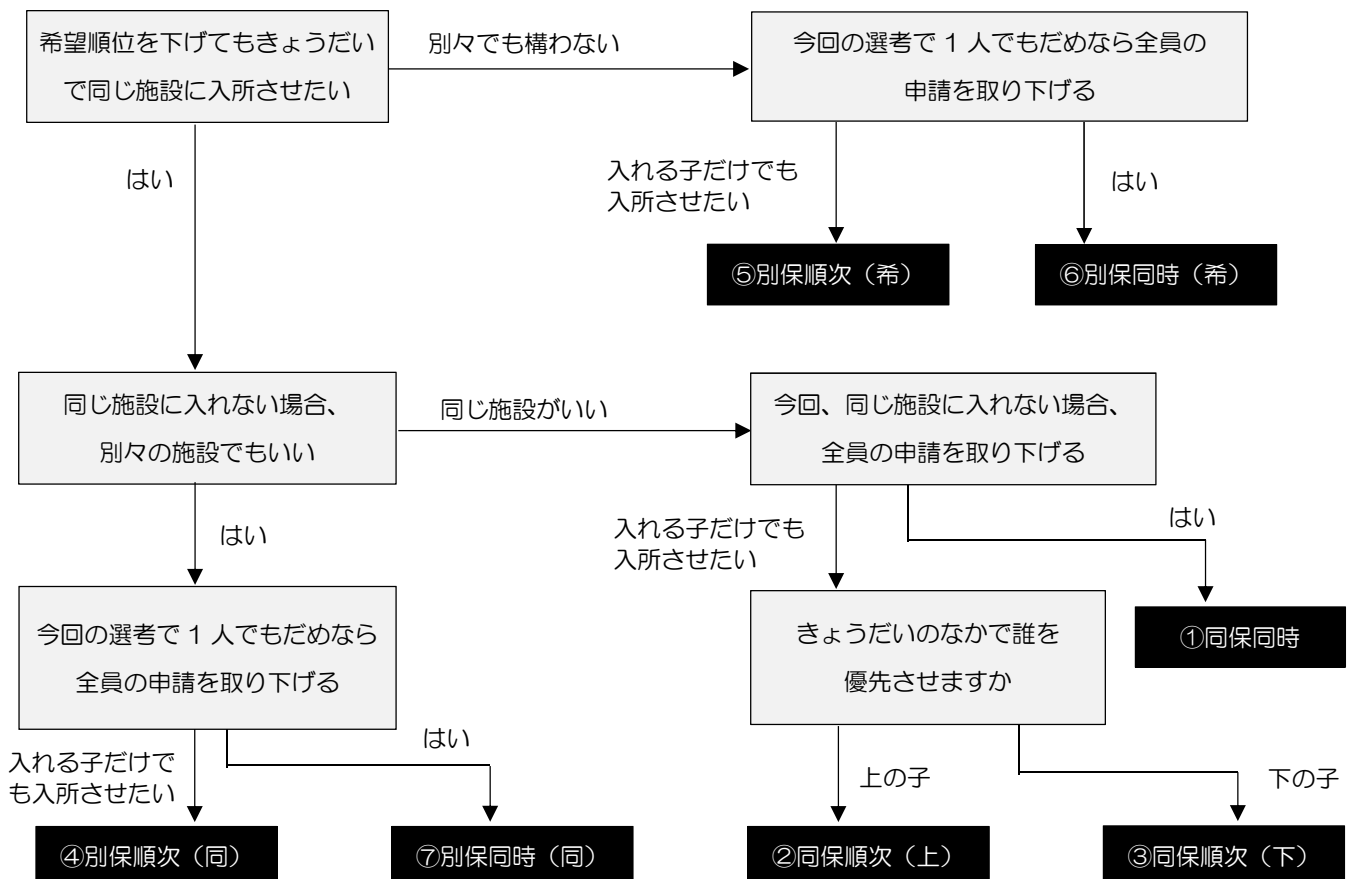 希望順位を下げてもきょうだい
で同じ施設に入所させたい
別々でも構わない
今回の選考で 1 人でもだめなら全員の
申請を取り下げる
はい
入れる子だけでも
入所させたい
はい
⑤別保順次（希）
⑥別保同時（希）
同じ施設に入れない場合、
別々の施設でもいい
同じ施設がいい
今回、同じ施設に入れない場合、
全員の申請を取り下げる
はい
入れる子だけでも
入所させたい
はい
今回の選考で 1 人でもだめなら
全員の申請を取り下げる
きょうだいのなかで誰を
優先させますか
①同保同時
入れる子だけで
も入所させたい
はい
上の子
下の子
④別保順次（同）
⑦別保同時（同）
②同保順次（上）
③同保順次（下）